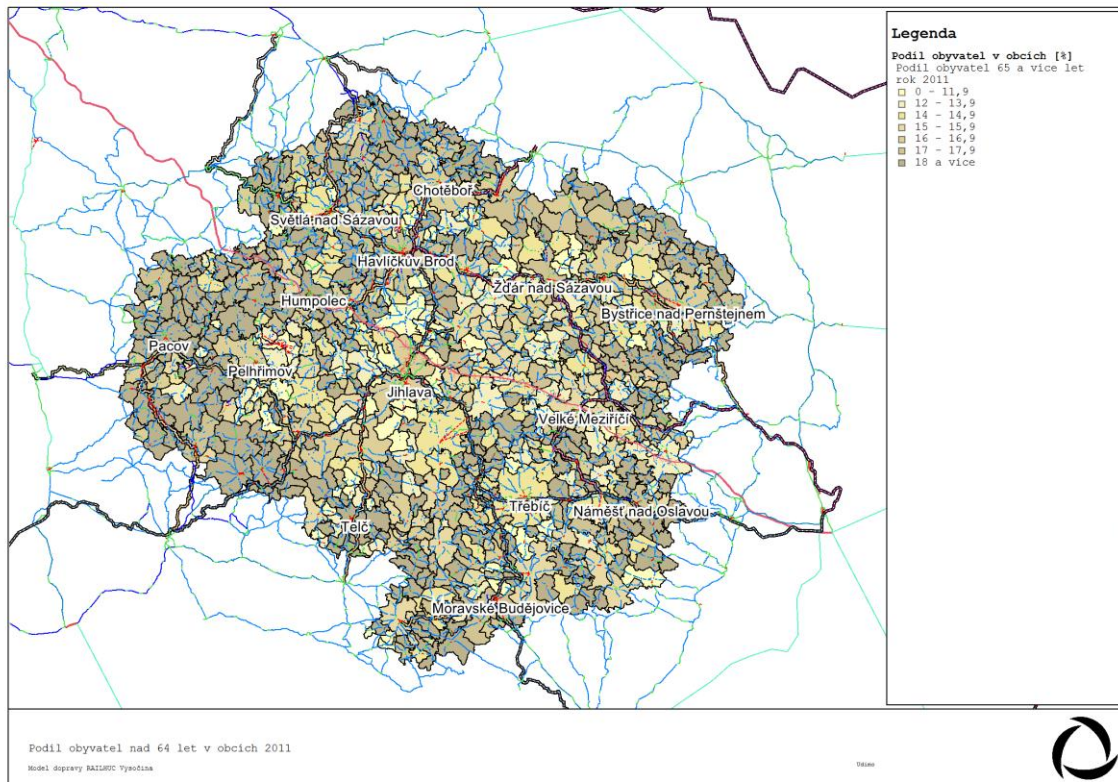 Legenda
Podíl obyvatel v obcích [%]
Podíl obyvatel 65 a více let
rok 2011
0 - 11,9
12 - 13,9
14 - 14,9
15 - 15,9
16 - 16,9
17 - 17,9
18 a více
Chotěboř
Světlá nad Sázavou
Havlíčkův Brod
Žďár nad Sázavou
Humpolec
Bystřice nad Pernštejnem
Pacov
Pelhřimov
Jihlava
Velké Meziříčí
Třebíč
Náměšť nad Oslavou
Telč
Moravské Budějovice
Podíl obyvatel nad 64 let v obcích 2011
Model dopravy RAILHUC Vysočina